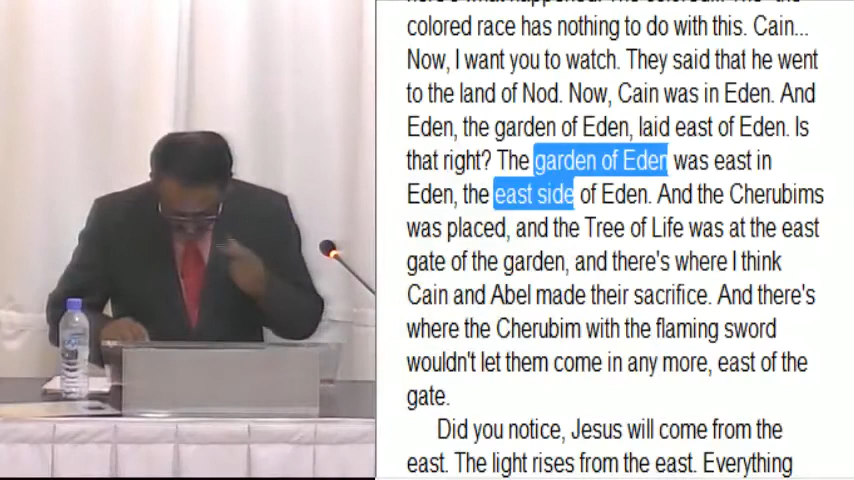 colored race has nothing to do with this. Cain...
Now, I want you to watch. They said that he went
to the land of Nod. Now, Cain was in Eden. And
Eden, the garden of Eden, laid east of Eden. Is
that right? The garden of Eden was east in
Eden, the east side of Eden. And the Cherubims
was placed, and the Tree of Life was at the east
gate of the garden, and there's where I think
Cain and Abel made their sacrifice. And there's
where the Cherubim with the flaming sword
wouldn't let them come in any more, east of the
gate.
Did you notice, Jesus will come from the
east. The light rises from the east. Everything